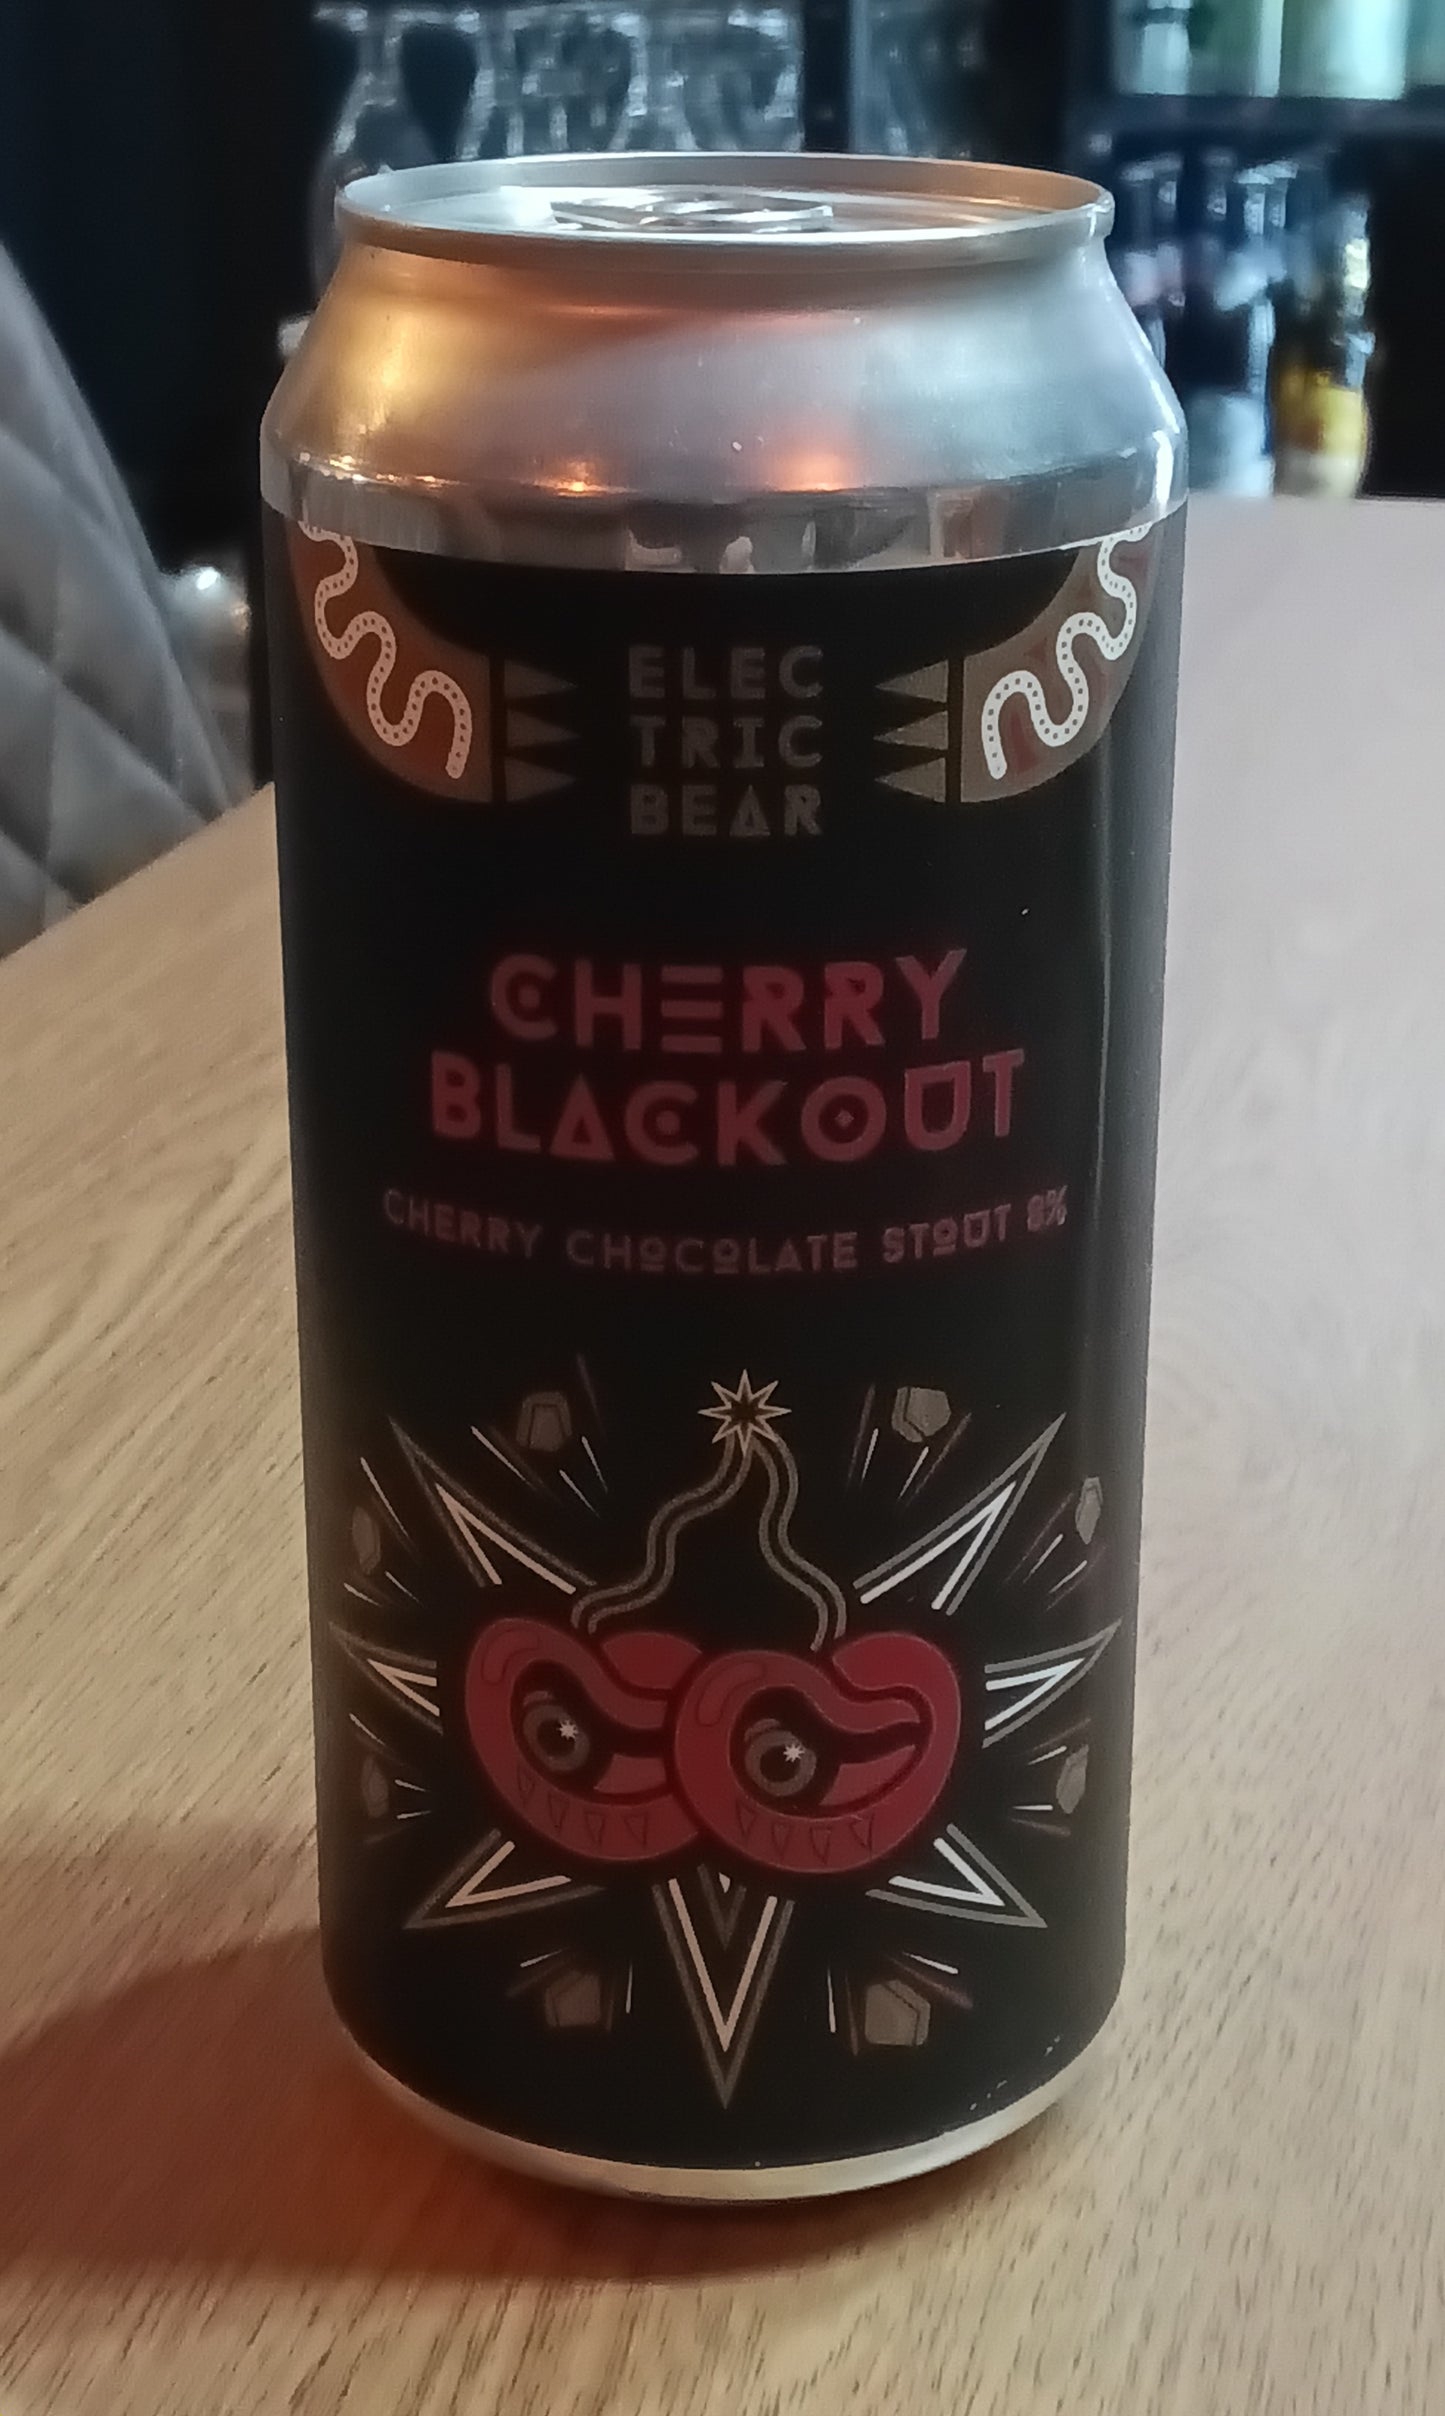 ELEC
TRIC
BEAR
CHERRY
BLACKOUT
CHERRY CHOCOLATE STOUT 8%